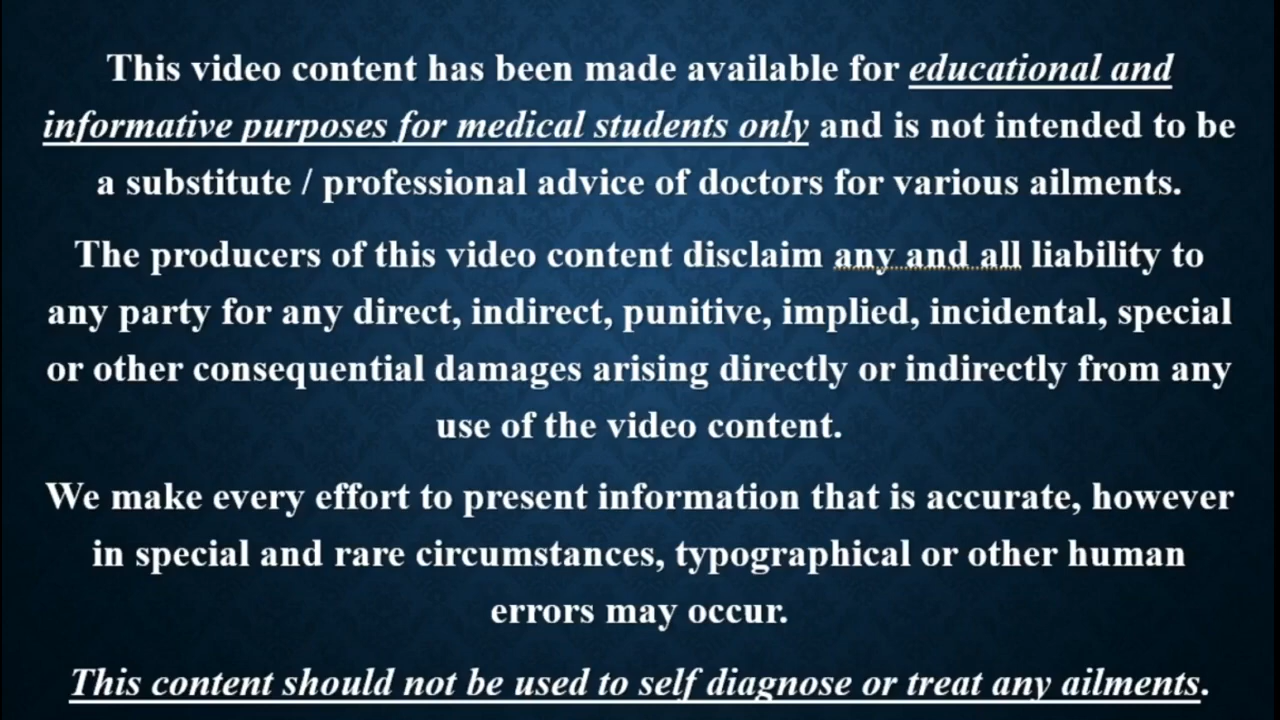 This video content has been made available for educational and
informative purposes for medical students only and is not intended to be
a substitute / professional advice of doctors for various ailments.
The producers of this video content disclaim any and all liability to
any party for any direct, indirect, punitive, implied, incidental, special
or other consequential damages arising directly or indirectly from any
use of the video content.
We make every effort to present information that is accurate, however
in special and rare circumstances, typographical or other human
errors may occur.
This content should not be used to self diagnose or treat any ailments.